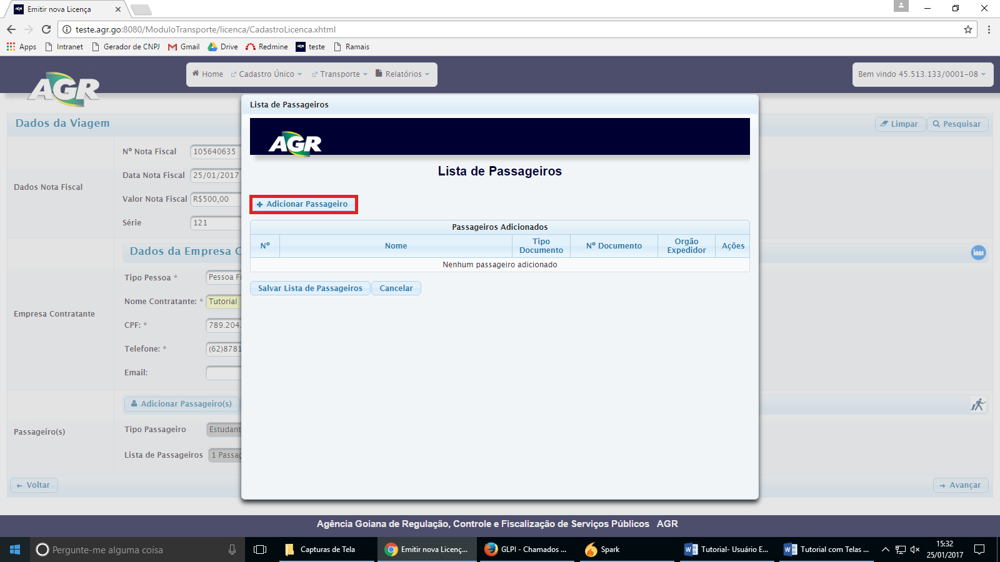 Emitir nova Licença
teste.agr.go:8080/ModuloTransporte/licenca/CadastroLicenca.xhtml
Apps Intranet Gerador de CNPJ Gmail Drive Redmine teste Ramais
AGR
Home Cadastro Único Transporte Relatórios
Bem vindo 45.513.133/0001-08
Dados da Viagem
Limpar Pesquisar
Dados Nota Fiscal
Nº Nota Fiscal 105640635
Data Nota Fiscal 25/01/2017
Valor Nota Fiscal R$500,00
Série 121
Empresa Contratante
Dados da Empresa C
Tipo Pessoa * Pessoa Fi
Nome Contratante: * Tutorial
CPF: * 789.204.
Telefone: * (62)8781
Email:
Passageiro(s)
Adicionar Passageiro(s)
Tipo Passageiro Estudant
Lista de Passageiros 1 Passag
Voltar
Avançar
Lista de Passageiros
AGR
Lista de Passageiros
Adicionar Passageiro
Passageiros Adicionados
Nº Nome Tipo Documento Nº Documento Orgão Expedidor Ações
Nenhum passageiro adicionado
Salvar Lista de Passageiros Cancelar
Agência Goiana de Regulação, Controle e Fiscalização de Serviços Públicos AGR
Pergunte-me alguma coisa
Capturas de Tela
Emitir nova Licenç...
GLPI - Chamados ...
Spark
Tutorial- Usuário E...
Tutorial com Telas ...
15:32
25/01/2017